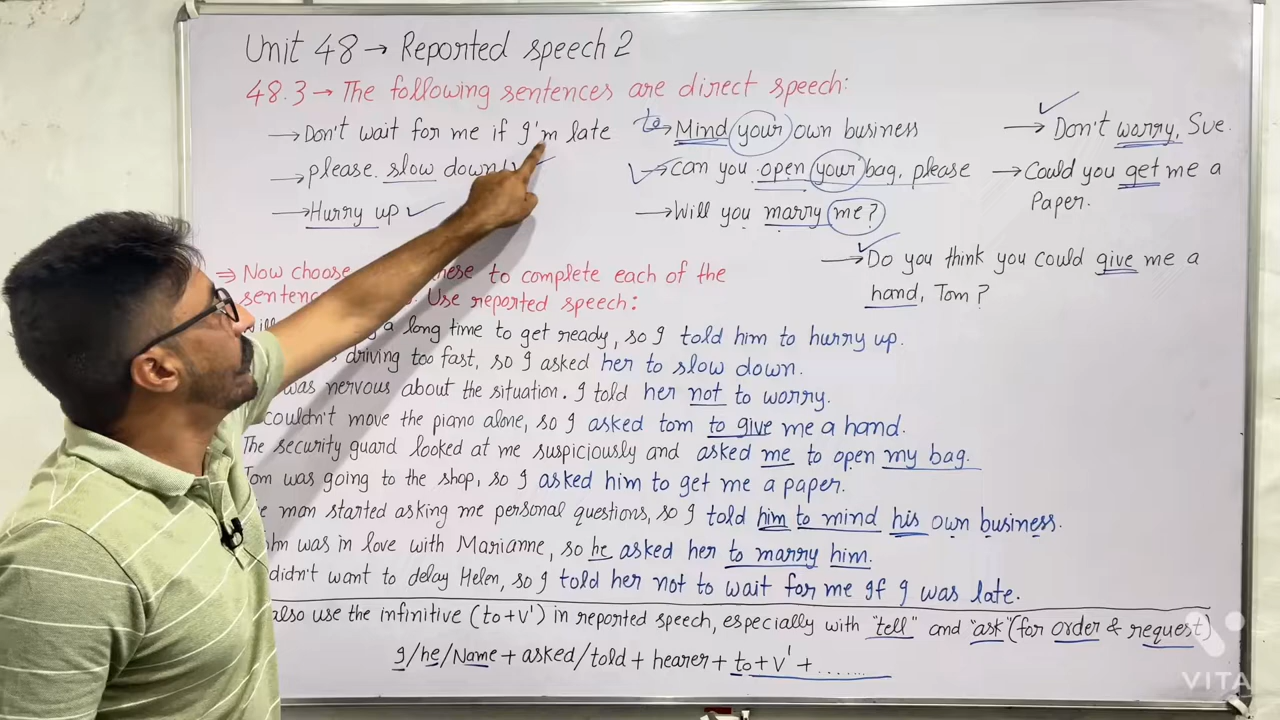 Unit 48 → Reported speech 2
48.3 → The following sentences are direct speech:
→ Don't wait for me if I'm late
→ please slow down
→ Hurry up ✓
to → Mind your own business
✓ → can you open your bag, please
→ Will you marry me?
✓ → Don't worry, Sue.
→ Could you get me a
Paper.
✓ → Do you think you could give me a
hand, Tom?
⇒ Now choose these to complete each of the
Use reported speech:
a long time to get ready, so I told him to hurry up.
driving too fast, so I asked her to slow down.
was nervous about the situation. I told her not to worry.
couldn't move the piano alone, so I asked tom to give me a hand.
The security guard looked at me suspiciously and asked me to open my bag.
Tom was going to the shop, so I asked him to get me a paper.
man started asking me personal questions, so I told him to mind his own business.
was in love with Marianne, so he asked her to marry him.
didn't want to delay Helen, so I told her not to wait for me If I was late.
also use the infinitive (to+v¹) in reported speech, especially with "tell" and "ask" (for order & request)
I/he/Name + asked/told + hearer + to + v¹ + .......
VITA